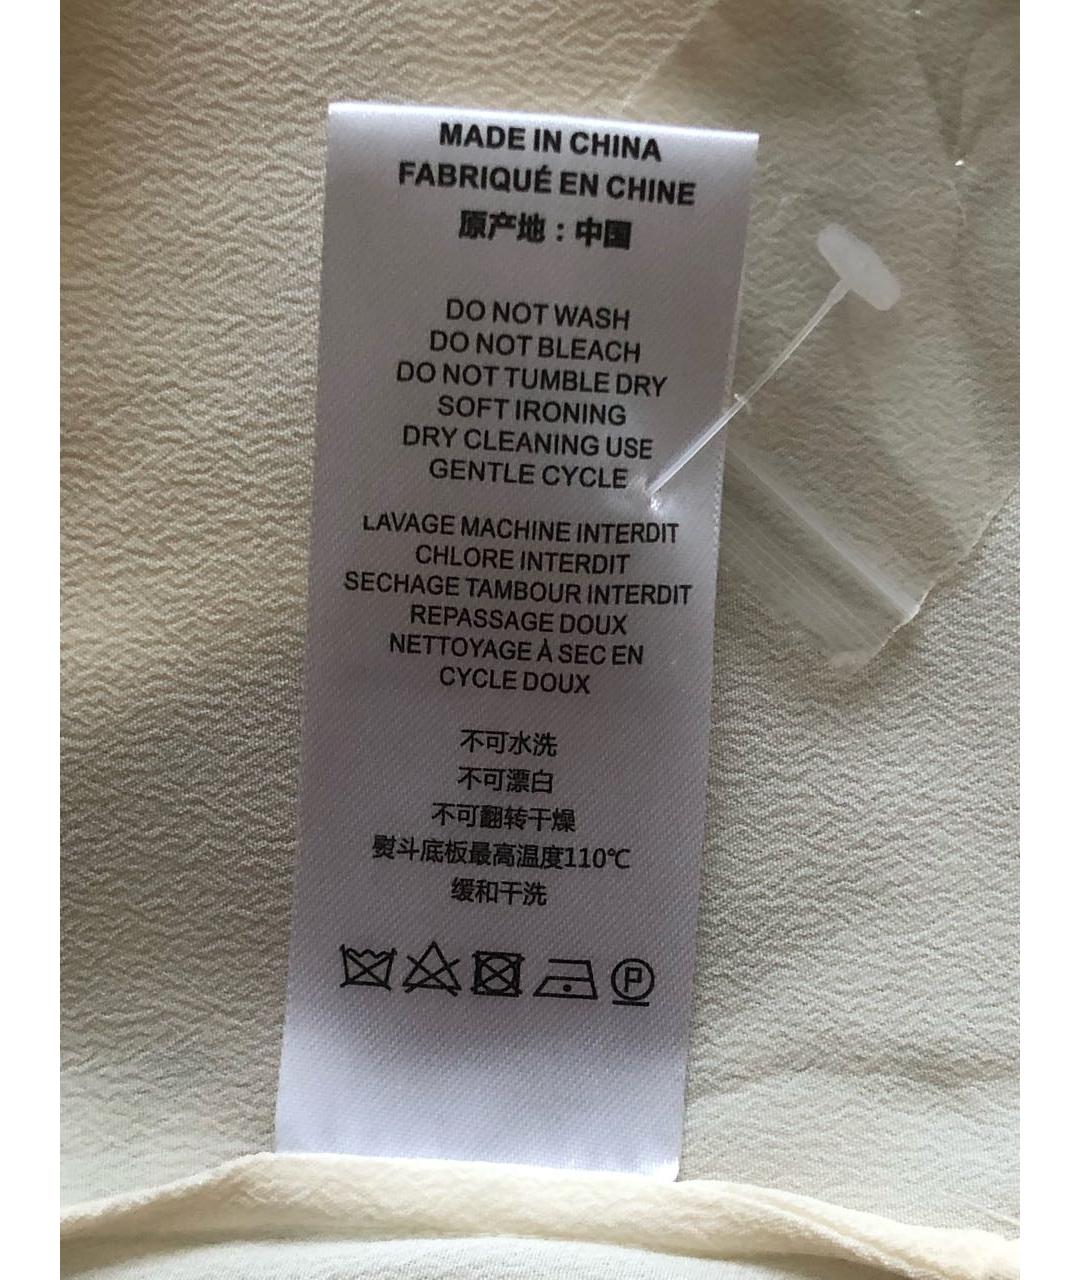 MADE IN CHINA
FABRIQUÉ EN CHINE
原产地：中国
DO NOT WASH
DO NOT BLEACH
DO NOT TUMBLE DRY
SOFT IRONING
DRY CLEANING USE
GENTLE CYCLE
LAVAGE MACHINE INTERDIT
CHLORE INTERDIT
SECHAGE TAMBOUR INTERDIT
REPASSAGE DOUX
NETTOYAGE À SEC EN
CYCLE DOUX
不可水洗
不可漂白
不可翻转干燥
熨斗底板最高温度110℃
缓和干洗
P